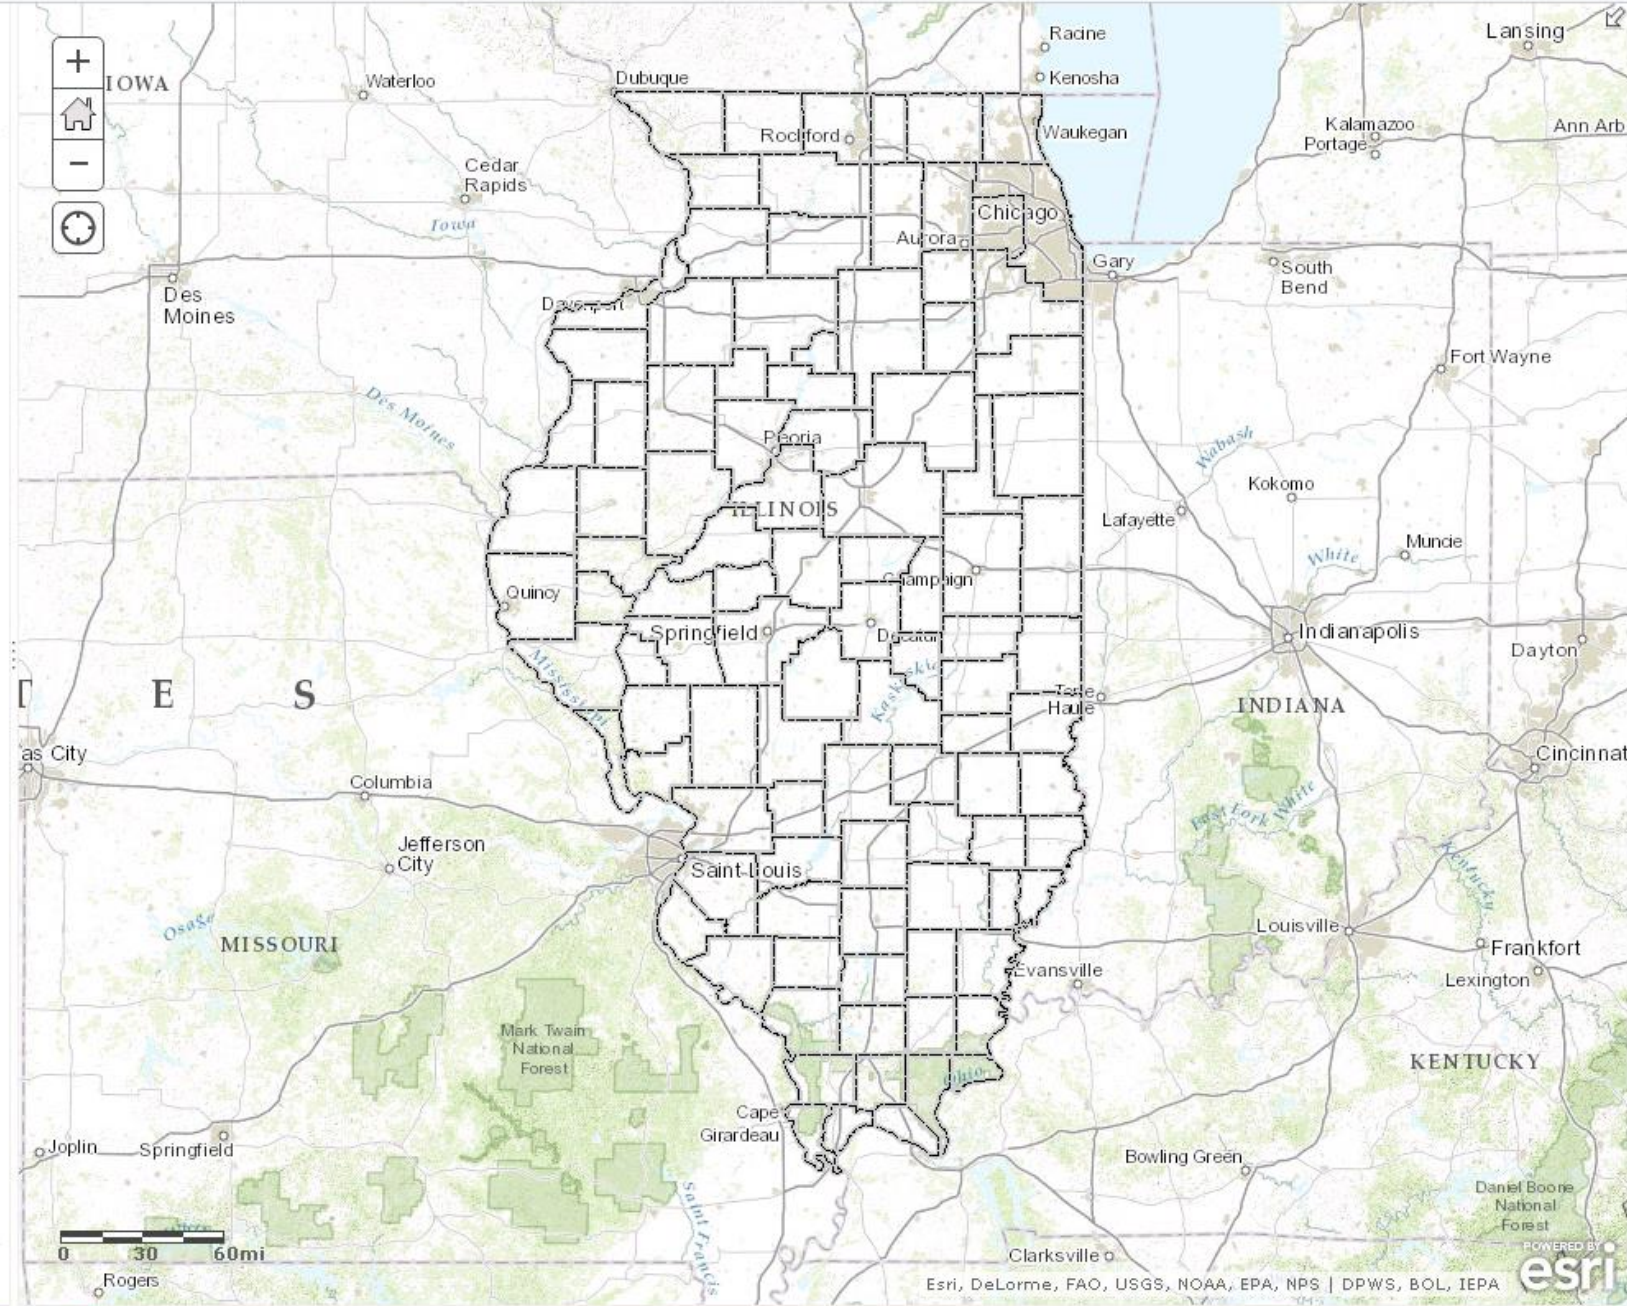 Racine
Lansing
+
IOWA
Waterloo
Dubuque
Kenosha
Rockford
Waukegan
Kalamazoo
Portage
Ann Arb
Cedar
Rapids
Iowa
Chicago
Aurora
Gary
South
Bend
Des
Moines
Davenport
Fort Wayne
Des Moines
Peoria
Wabash
Kokomo
ILLINOIS
Lafayette
Muncie
White
Champaign
Quincy
Springfield
Decatur
Indianapolis
Dayton
Mississippi
Kaskaskia
Terre
Haute
T E S
INDIANA
as City
Cincinnat
Columbia
East Fork White
Jefferson
City
Saint Louis
Kentucky
Osage
MISSOURI
Louisville
Frankfort
Evansville
Lexington
Mark Twain
National
Forest
KENTUCKY
Ohio
Cape
Girardeau
Joplin
Springfield
Bowling Green
Saint Francis
Daniel Boone
National
Forest
0 30 60mi
White
Clarksville
POWERED BY
esri
Rogers
Esri, DeLorme, FAO, USGS, NOAA, EPA, NPS | DPWS, BOL, IEPA